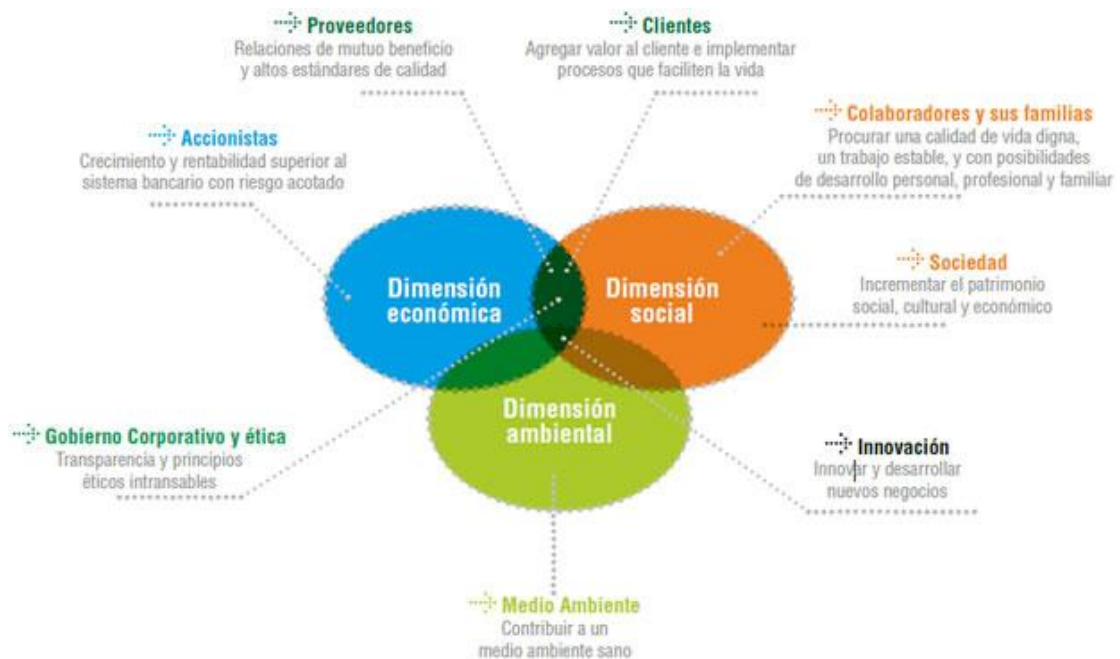 Proveedores
Relaciones de mutuo beneficio
y altos estándares de calidad
Clientes
Agregar valor al cliente e implementar
procesos que faciliten la vida
Accionistas
Crecimiento y rentabilidad superior al
sistema bancario con riesgo acotado
Colaboradores y sus familias
Procurar una calidad de vida digna,
un trabajo estable, y con posibilidades
de desarrollo personal, profesional y familiar
Dimensión
económica
Dimensión
social
Sociedad
Incrementar el patrimonio
social, cultural y económico
Dimensión
ambiental
Gobierno Corporativo y ética
Transparencia y principios
éticos intransables
Innovación
Innovar y desarrollar
nuevos negocios
Medio Ambiente
Contribuir a un
medio ambiente sano